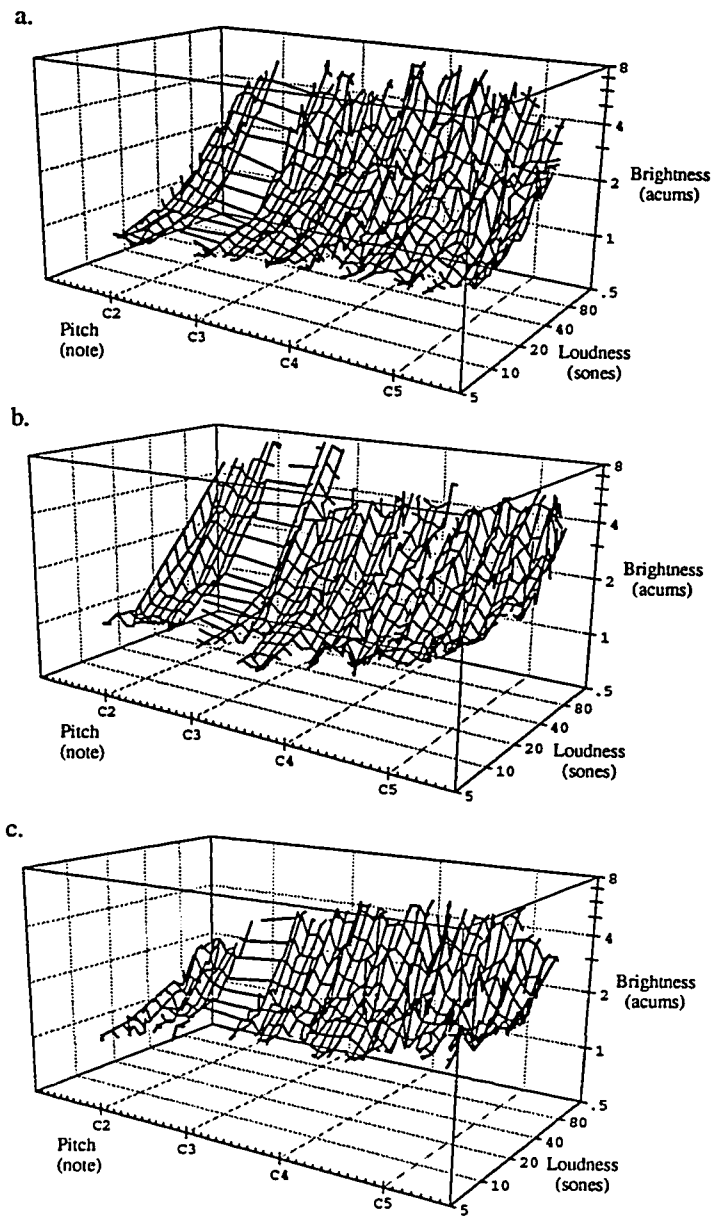 a.
8
4
Brightness
(acums)
2
1
.5
80
40
20
10
5
Loudness
(sones)
C2
C3
C4
C5
Pitch
(note)
b.
8
4
Brightness
(acums)
2
1
.5
80
40
20
10
5
Loudness
(sones)
C2
C3
C4
C5
Pitch
(note)
c.
8
4
Brightness
(acums)
2
1
.5
80
40
20
10
5
Loudness
(sones)
C2
C3
C4
C5
Pitch
(note)